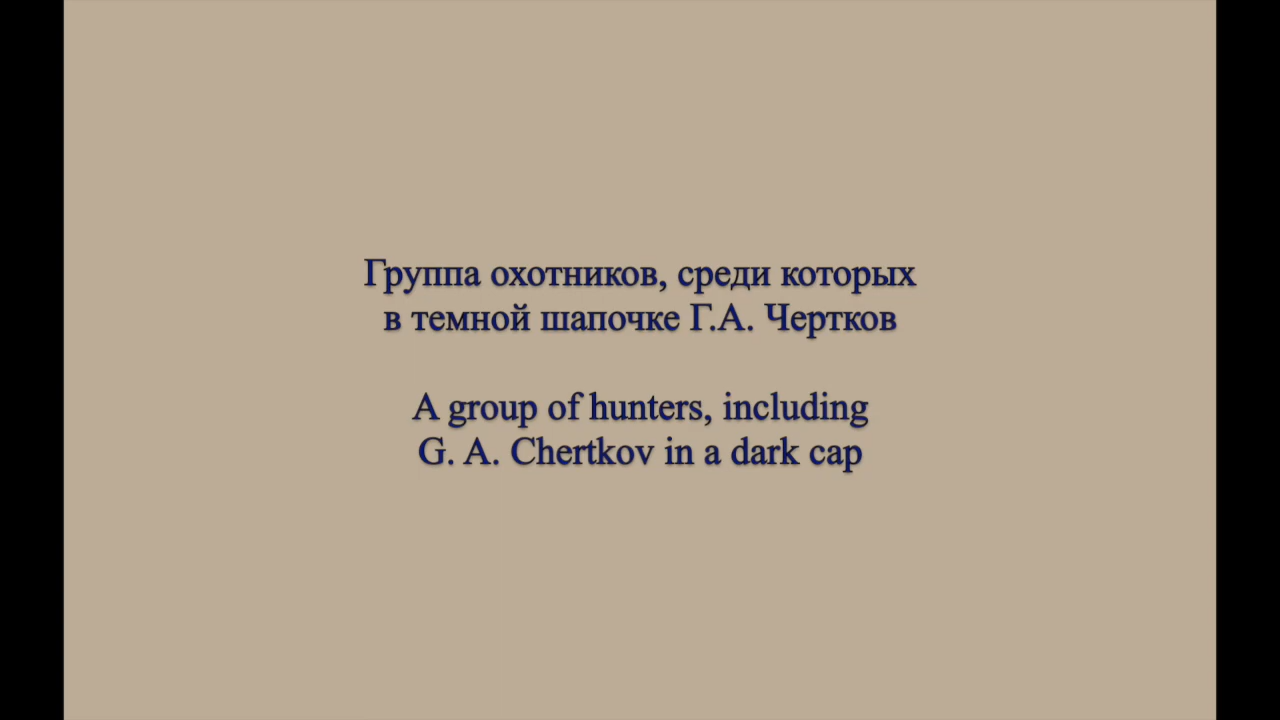 Группа охотников, среди которых
в темной шапочке Г.А. Чертков
A group of hunters, including
G. A. Chertkov in a dark cap